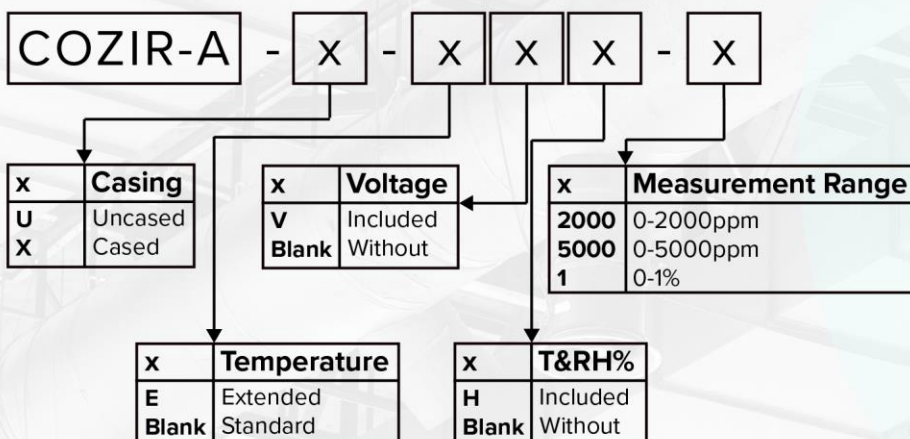 COZIR-A - x - x x x - x
x Casing
U Uncased
X Cased
x Voltage
V Included
Blank Without
x Measurement Range
2000 0-2000ppm
5000 0-5000ppm
1 0-1%
x Temperature
E Extended
Blank Standard
x T&RH%
H Included
Blank Without